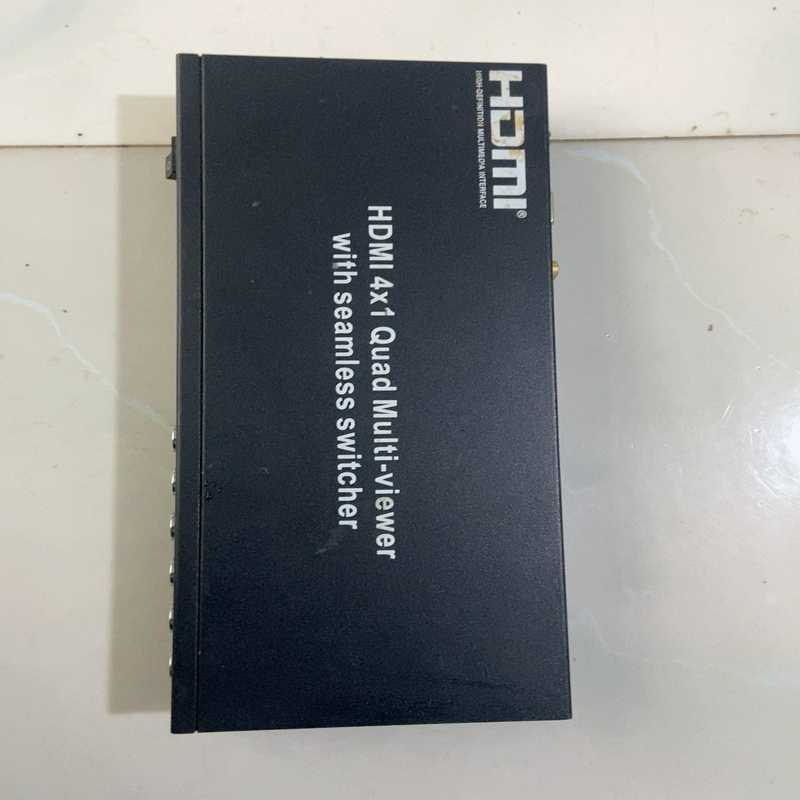 HDMI®
HIGH-DEFINITION MULTIMEDIA INTERFACE
HDMI 4x1 Quad Multi-viewer
with seamless switcher